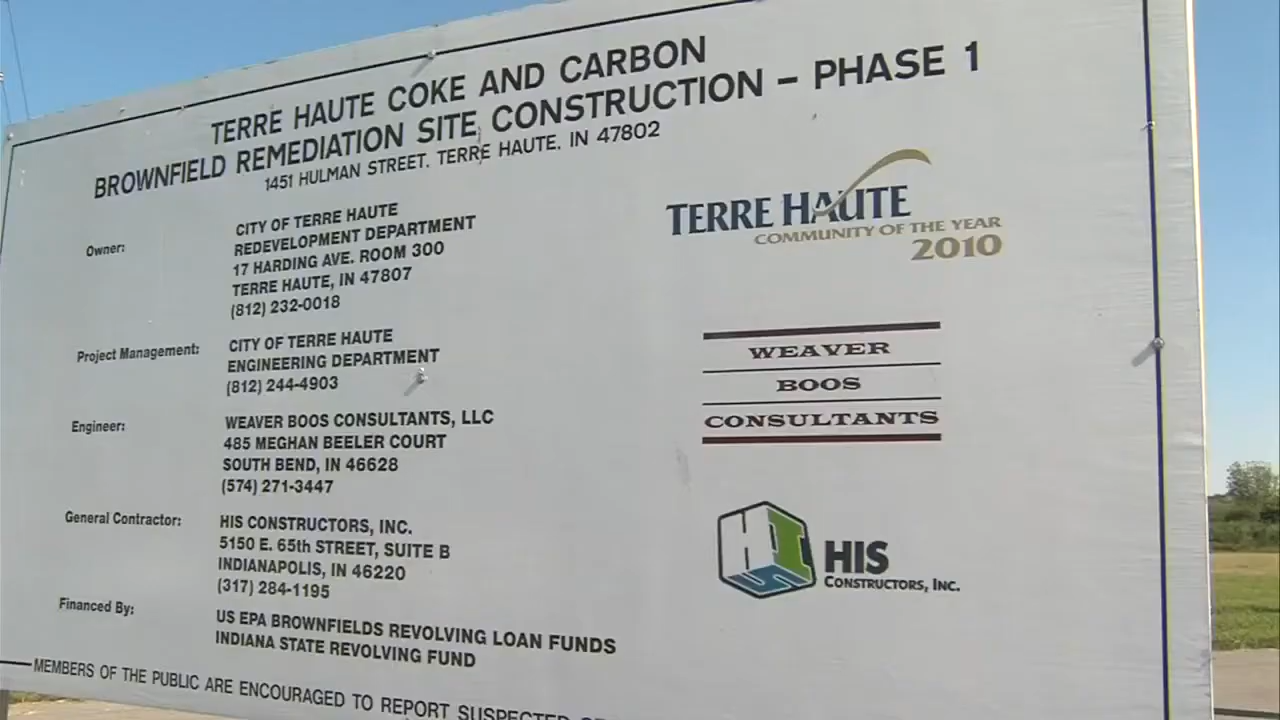 TERRE HAUTE COKE AND CARBON
BROWNFIELD REMEDIATION SITE CONSTRUCTION – PHASE 1
1451 HULMAN STREET. TERRE HAUTE. IN 47802
Owner:
CITY OF TERRE HAUTE
REDEVELOPMENT DEPARTMENT
17 HARDING AVE. ROOM 300
TERRE HAUTE, IN 47807
(812) 232-0018
Project Management:
CITY OF TERRE HAUTE
ENGINEERING DEPARTMENT
(812) 244-4903
Engineer:
WEAVER BOOS CONSULTANTS, LLC
485 MEGHAN BEELER COURT
SOUTH BEND, IN 46628
(574) 271-3447
General Contractor:
HIS CONSTRUCTORS, INC.
5150 E. 65th STREET, SUITE B
INDIANAPOLIS, IN 46220
(317) 284-1195
Financed By:
US EPA BROWNFIELDS REVOLVING LOAN FUNDS
INDIANA STATE REVOLVING FUND
MEMBERS OF THE PUBLIC ARE ENCOURAGED TO REPORT SUSPECTED
TERRE HAUTE
COMMUNITY OF THE YEAR
2010
WEAVER
BOOS
CONSULTANTS
HIS
HIS
CONSTRUCTORS, INC.